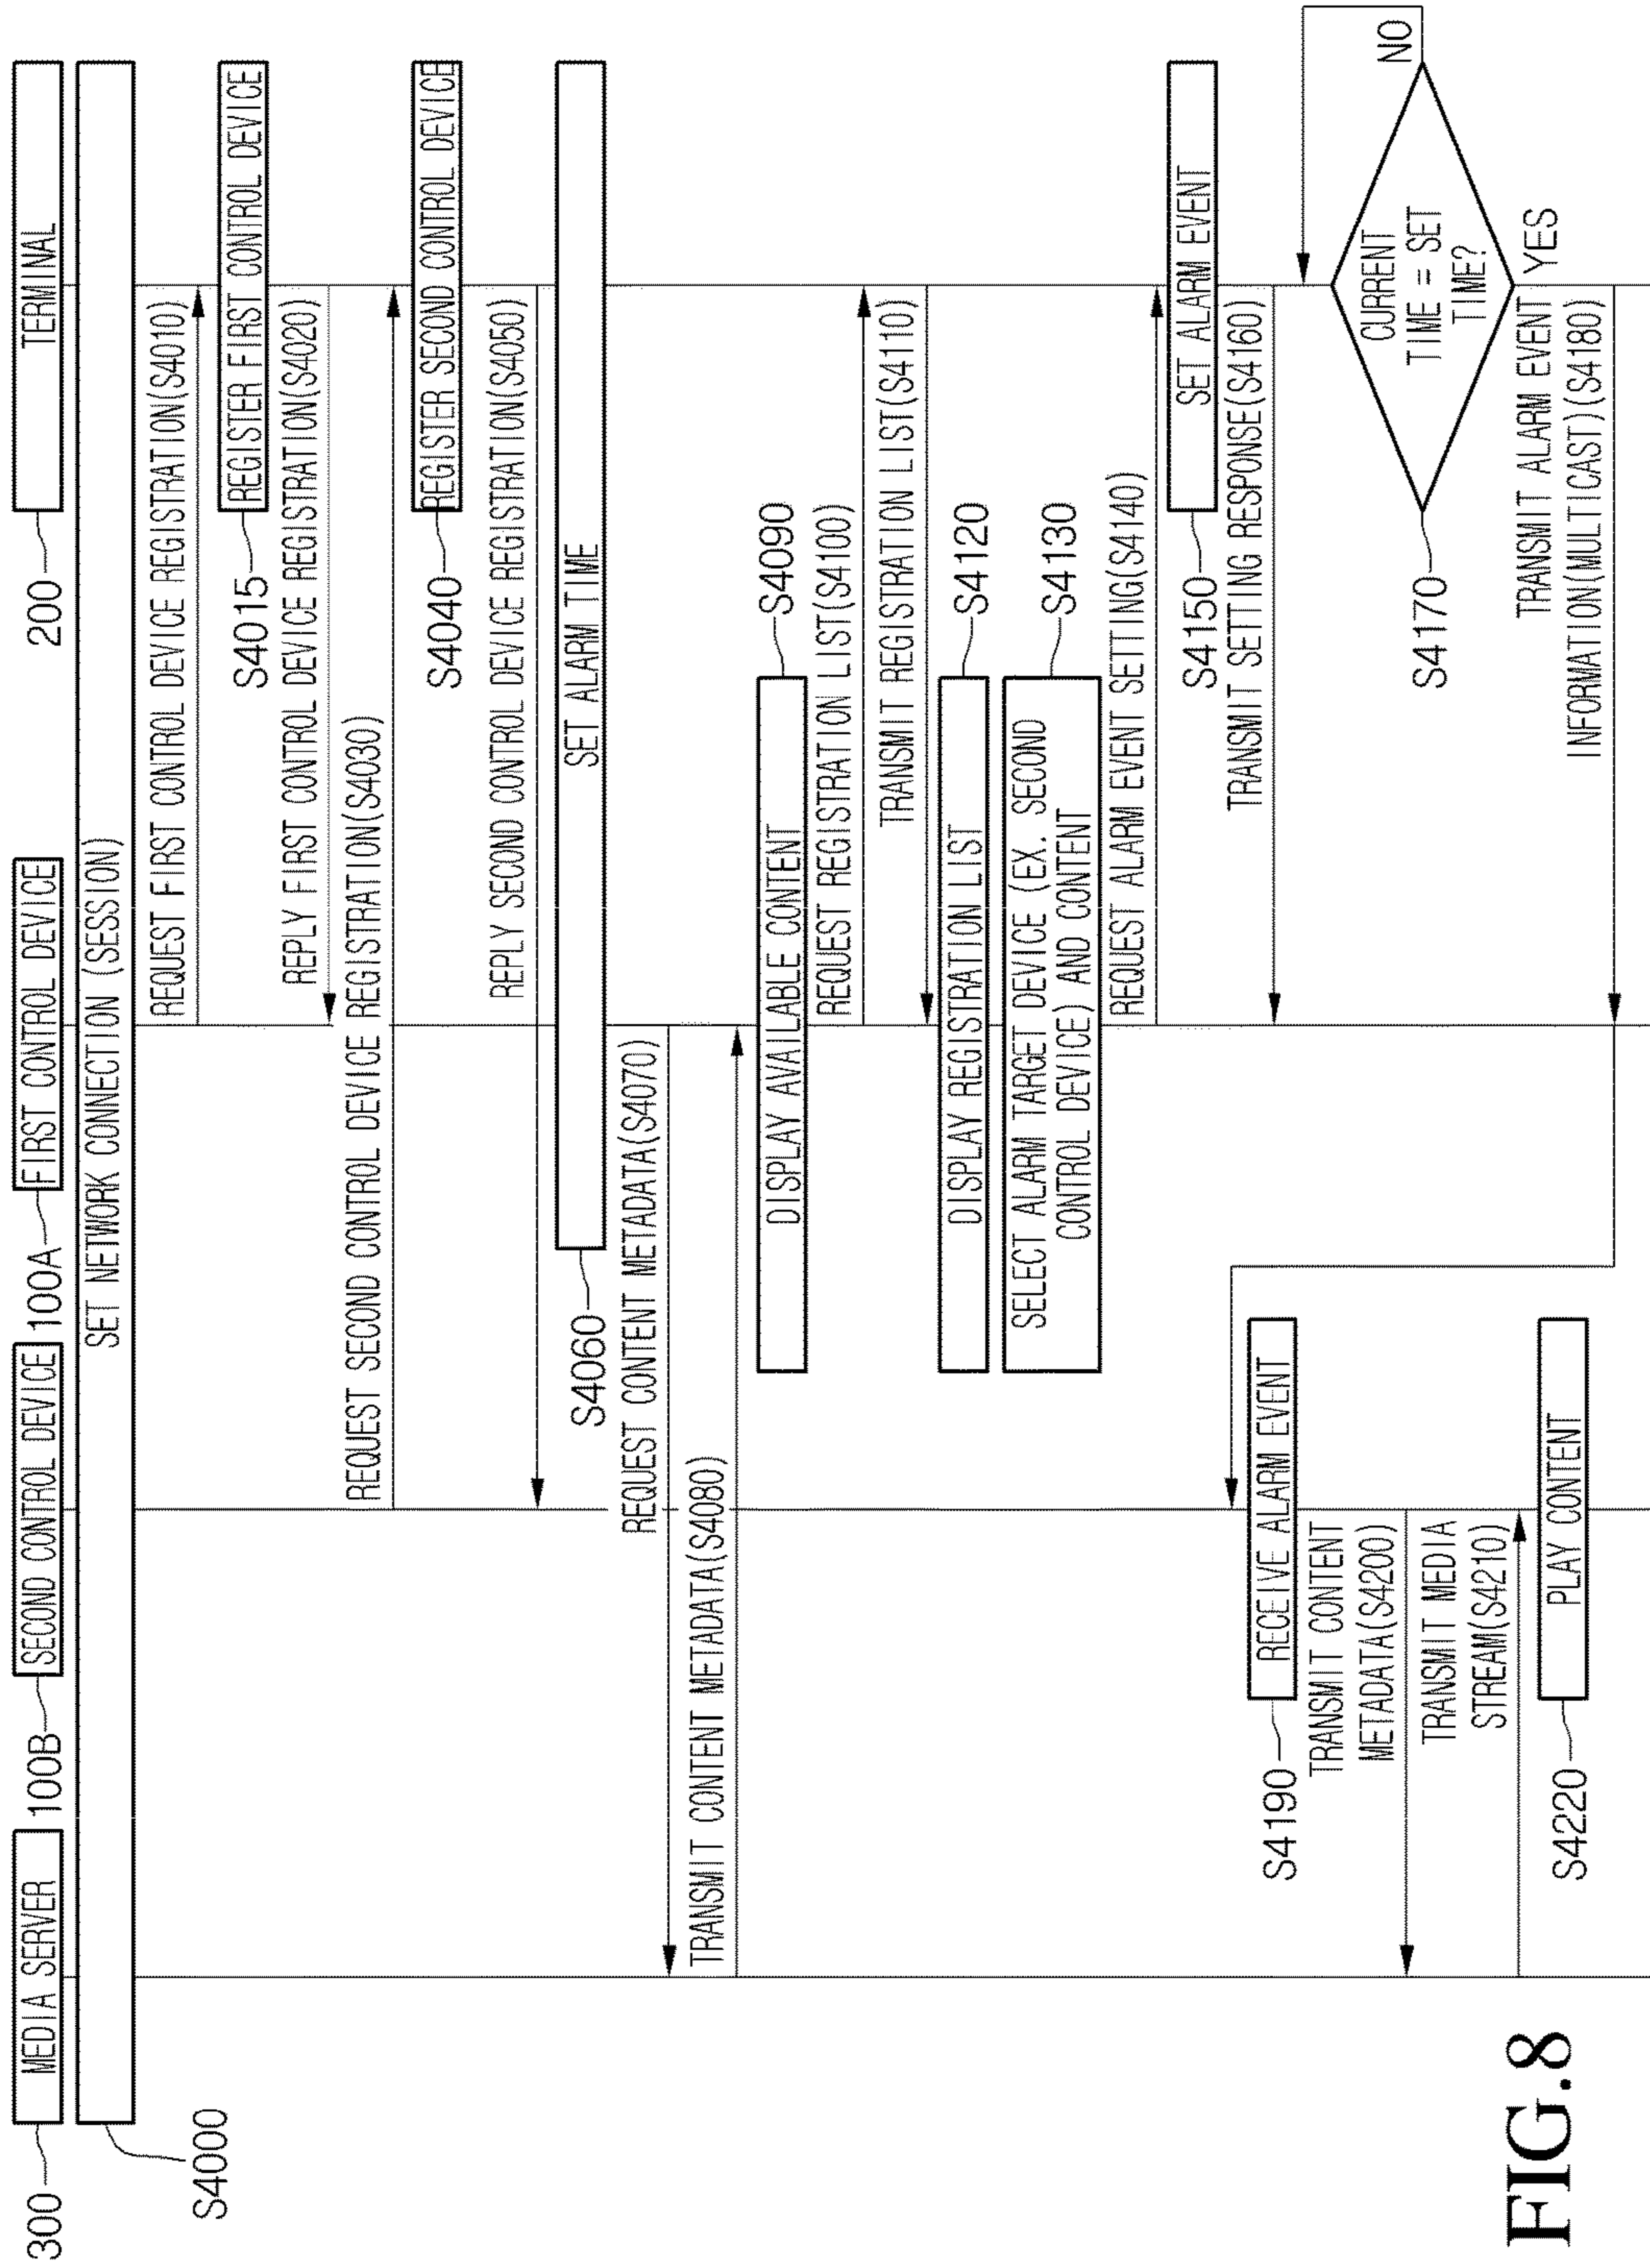 300
MEDIA SERVER
100B
SECOND CONTROL DEVICE
100A
FIRST CONTROL DEVICE
200
TERMINAL
S4000
SET NETWORK CONNECTION (SESSION)
REQUEST FIRST CONTROL DEVICE REGISTRATION(S4010)
S4015
REGISTER FIRST CONTROL DEVICE
REPLY FIRST CONTROL DEVICE REGISTRATION(S4020)
REQUEST SECOND CONTROL DEVICE REGISTRATION(S4030)
S4040
REGISTER SECOND CONTROL DEVICE
REPLY SECOND CONTROL DEVICE REGISTRATION(S4050)
S4060
SET ALARM TIME
REQUEST CONTENT METADATA(S4070)
TRANSMIT CONTENT METADATA(S4080)
DISPLAY AVAILABLE CONTENT
S4090
REQUEST REGISTRATION LIST(S4100)
TRANSMIT REGISTRATION LIST(S4110)
DISPLAY REGISTRATION LIST
S4120
SELECT ALARM TARGET DEVICE (EX. SECOND
CONTROL DEVICE) AND CONTENT
S4130
REQUEST ALARM EVENT SETTING(S4140)
S4150
SET ALARM EVENT
TRANSMIT SETTING RESPONSE(S4160)
S4170
CURRENT
TIME = SET
TIME?
NO
YES
TRANSMIT ALARM EVENT
INFORMATION(MULTICAST)(S4180)
S4190
RECEIVE ALARM EVENT
TRANSMIT CONTENT
METADATA(S4200)
TRANSMIT MEDIA
STREAM(S4210)
S4220
PLAY CONTENT
FIG.8